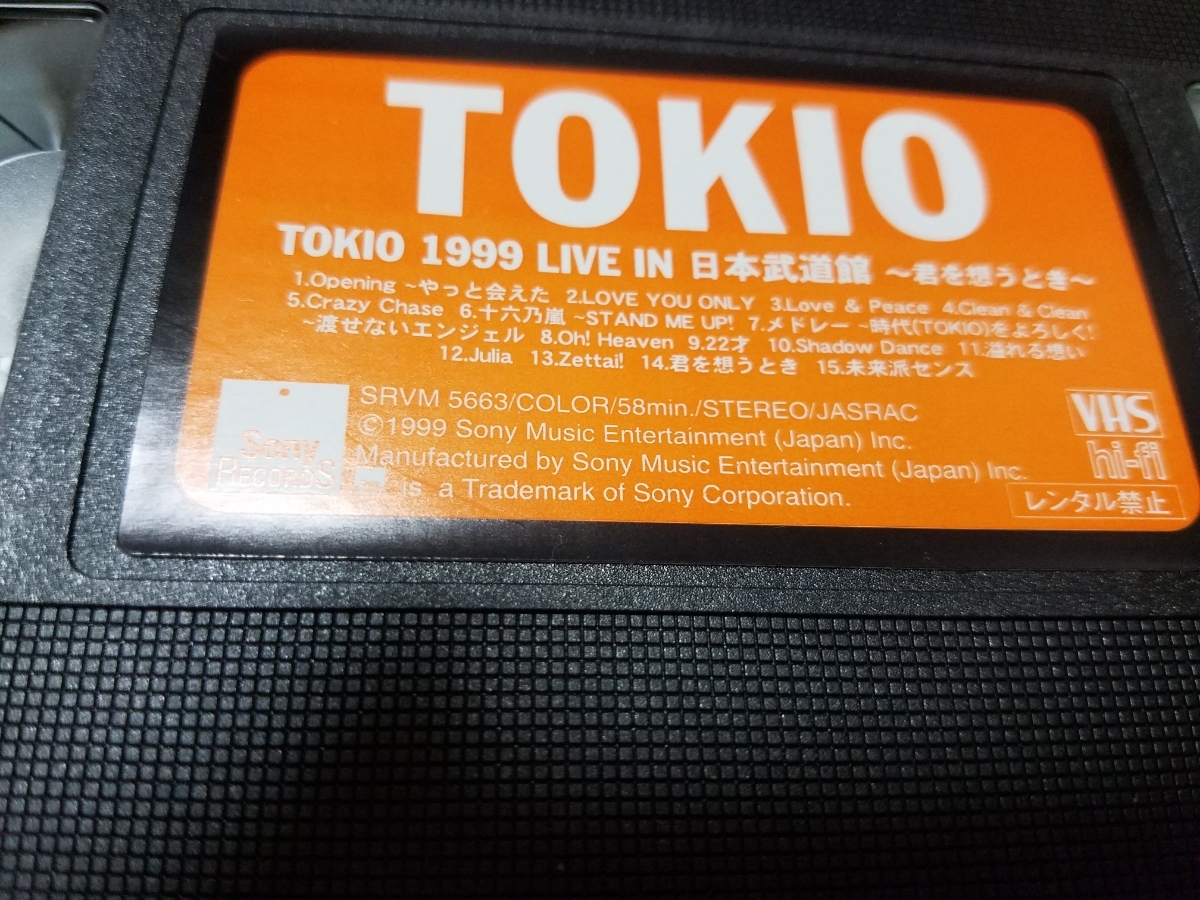 TOKIO
TOKIO 1999 LIVE IN 日本武道館 ～君を想うとき～
1.Opening ~やっと会えた 2.LOVE YOU ONLY 3.Love & Peace 4.Clean & Clean
5.Crazy Chase 6.十六乃嵐 ~STAND ME UP! 7.メドレー ~時代(TOKIO)をよろしく!
~渡せないエンジェル 8.Oh! Heaven 9.22才 10.Shadow Dance 11.溢れる想い
12.Julia 13.Zettai! 14.君を想うとき 15.未来派センス
SRVM 5663/COLOR/58min./STEREO/JASRAC
©1999 Sony Music Entertainment (Japan) Inc.
Manufactured by Sony Music Entertainment (Japan) Inc.
is a Trademark of Sony Corporation.
Sony
RECORDS
VHS
hi-fi
レンタル禁止